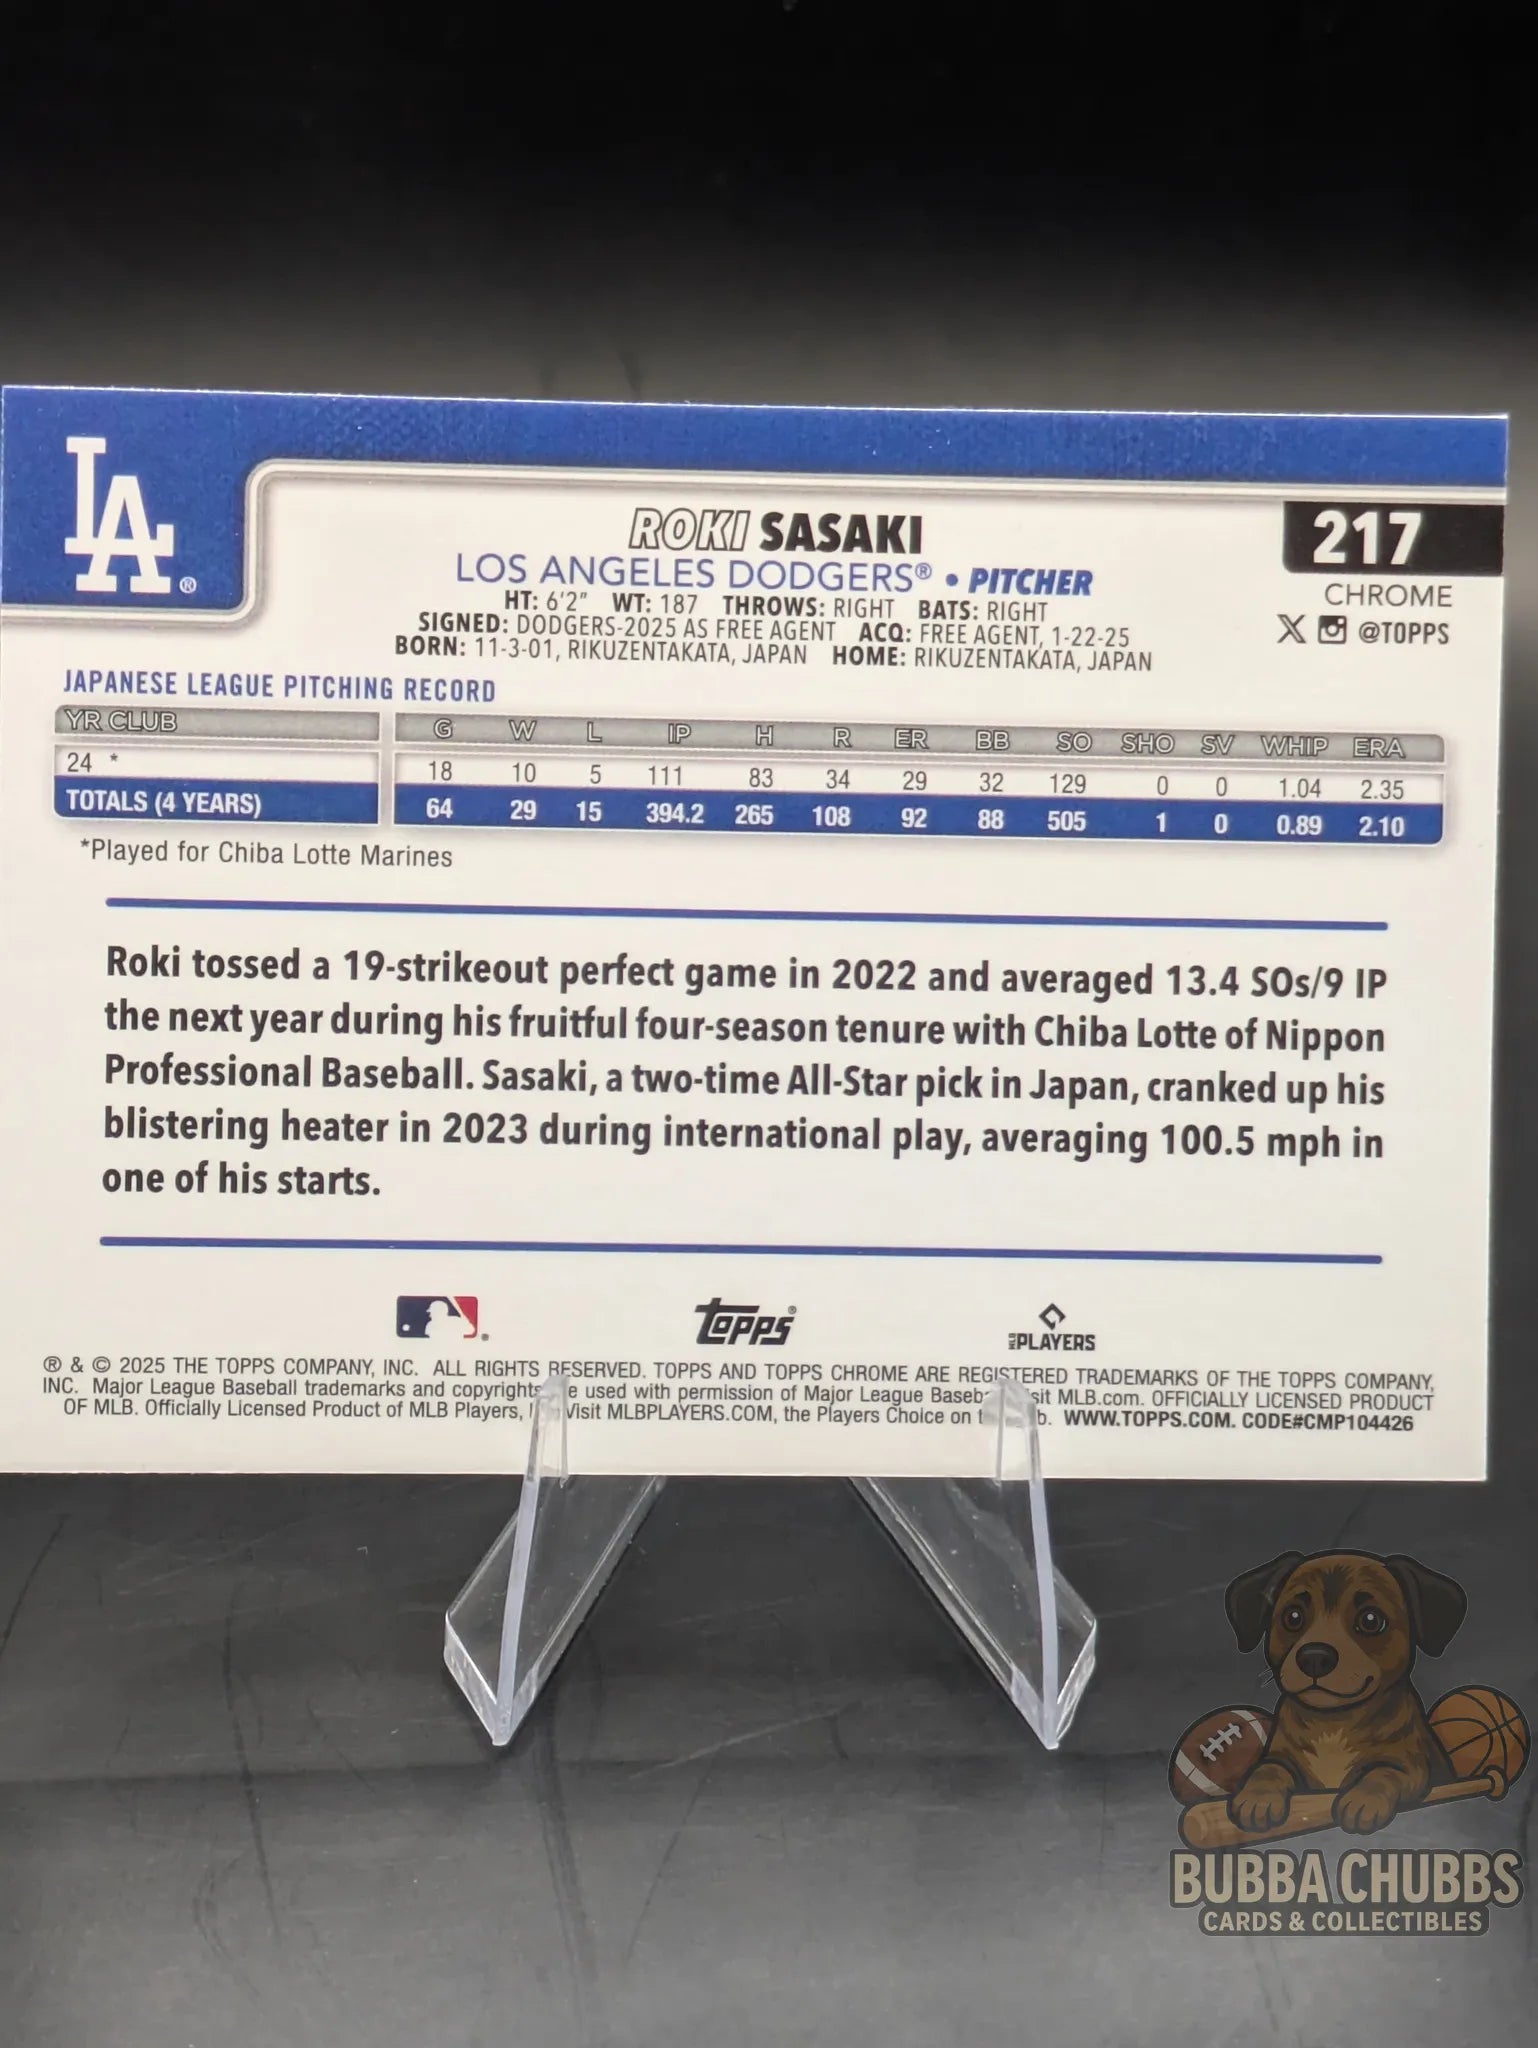 LA®
ROKI SASAKI
217
LOS ANGELES DODGERS® • PITCHER
CHROME
HT: 6'2" WT: 187 THROWS: RIGHT BATS: RIGHT
@TOPPS
SIGNED: DODGERS-2025 AS FREE AGENT ACQ: FREE AGENT, 1-22-25
BORN: 11-3-01, RIKUZENTAKATA, JAPAN HOME: RIKUZENTAKATA, JAPAN
JAPANESE LEAGUE PITCHING RECORD
YR CLUB G W L IP H R ER BB SO SHO SV WHIP ERA
24 * 18 10 5 111 83 34 29 32 129 0 0 1.04 2.35
TOTALS (4 YEARS) 64 29 15 394.2 265 108 92 88 505 1 0 0.89 2.10
*Played for Chiba Lotte Marines
Roki tossed a 19-strikeout perfect game in 2022 and averaged 13.4 SOs/9 IP
the next year during his fruitful four-season tenure with Chiba Lotte of Nippon
Professional Baseball. Sasaki, a two-time All-Star pick in Japan, cranked up his
blistering heater in 2023 during international play, averaging 100.5 mph in
one of his starts.
Topps®
PLAYERS
® & © 2025 THE TOPPS COMPANY, INC. ALL RIGHTS RESERVED. TOPPS AND TOPPS CHROME ARE REGISTERED TRADEMARKS OF THE TOPPS COMPANY,
INC. Major League Baseball trademarks and copyrights used with permission of Major League MLB.com. OFFICIALLY LICENSED PRODUCT
OF MLB. Officially Licensed Product of MLB Players, Visit MLBPLAYERS.COM, the Players Choice on WWW.TOPPS.COM. CODE#CMP104426
BUBBA CHUBBS
CARDS & COLLECTIBLES